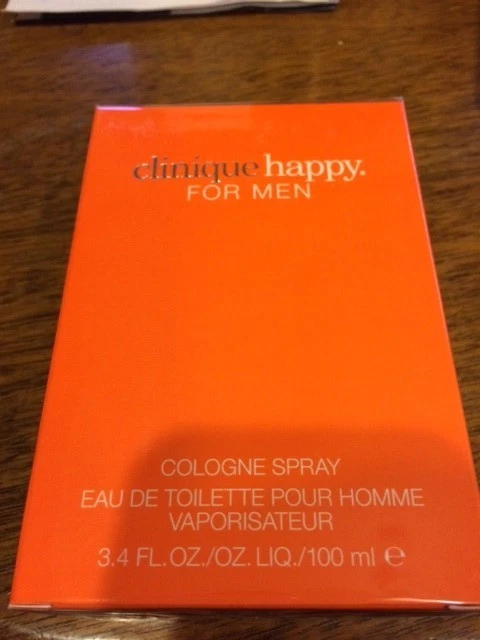 clinique happy.
FOR MEN
COLOGNE SPRAY
EAU DE TOILETTE POUR HOMME
VAPORISATEUR
3.4 FL. OZ./OZ. LIQ./100 ml ℮